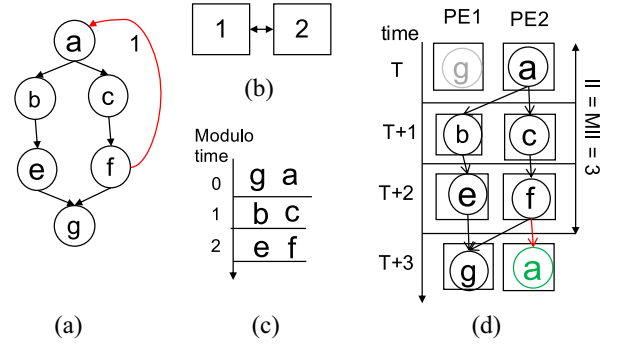 a
1
b
c
e
f
g
(a)
1 2
(b)
Modulo
time
0 g a
1 b c
2 e f
(c)
PE1 PE2
time
T g a
T+1 b c
T+2 e f
T+3 g a
II = MII = 3
(d)